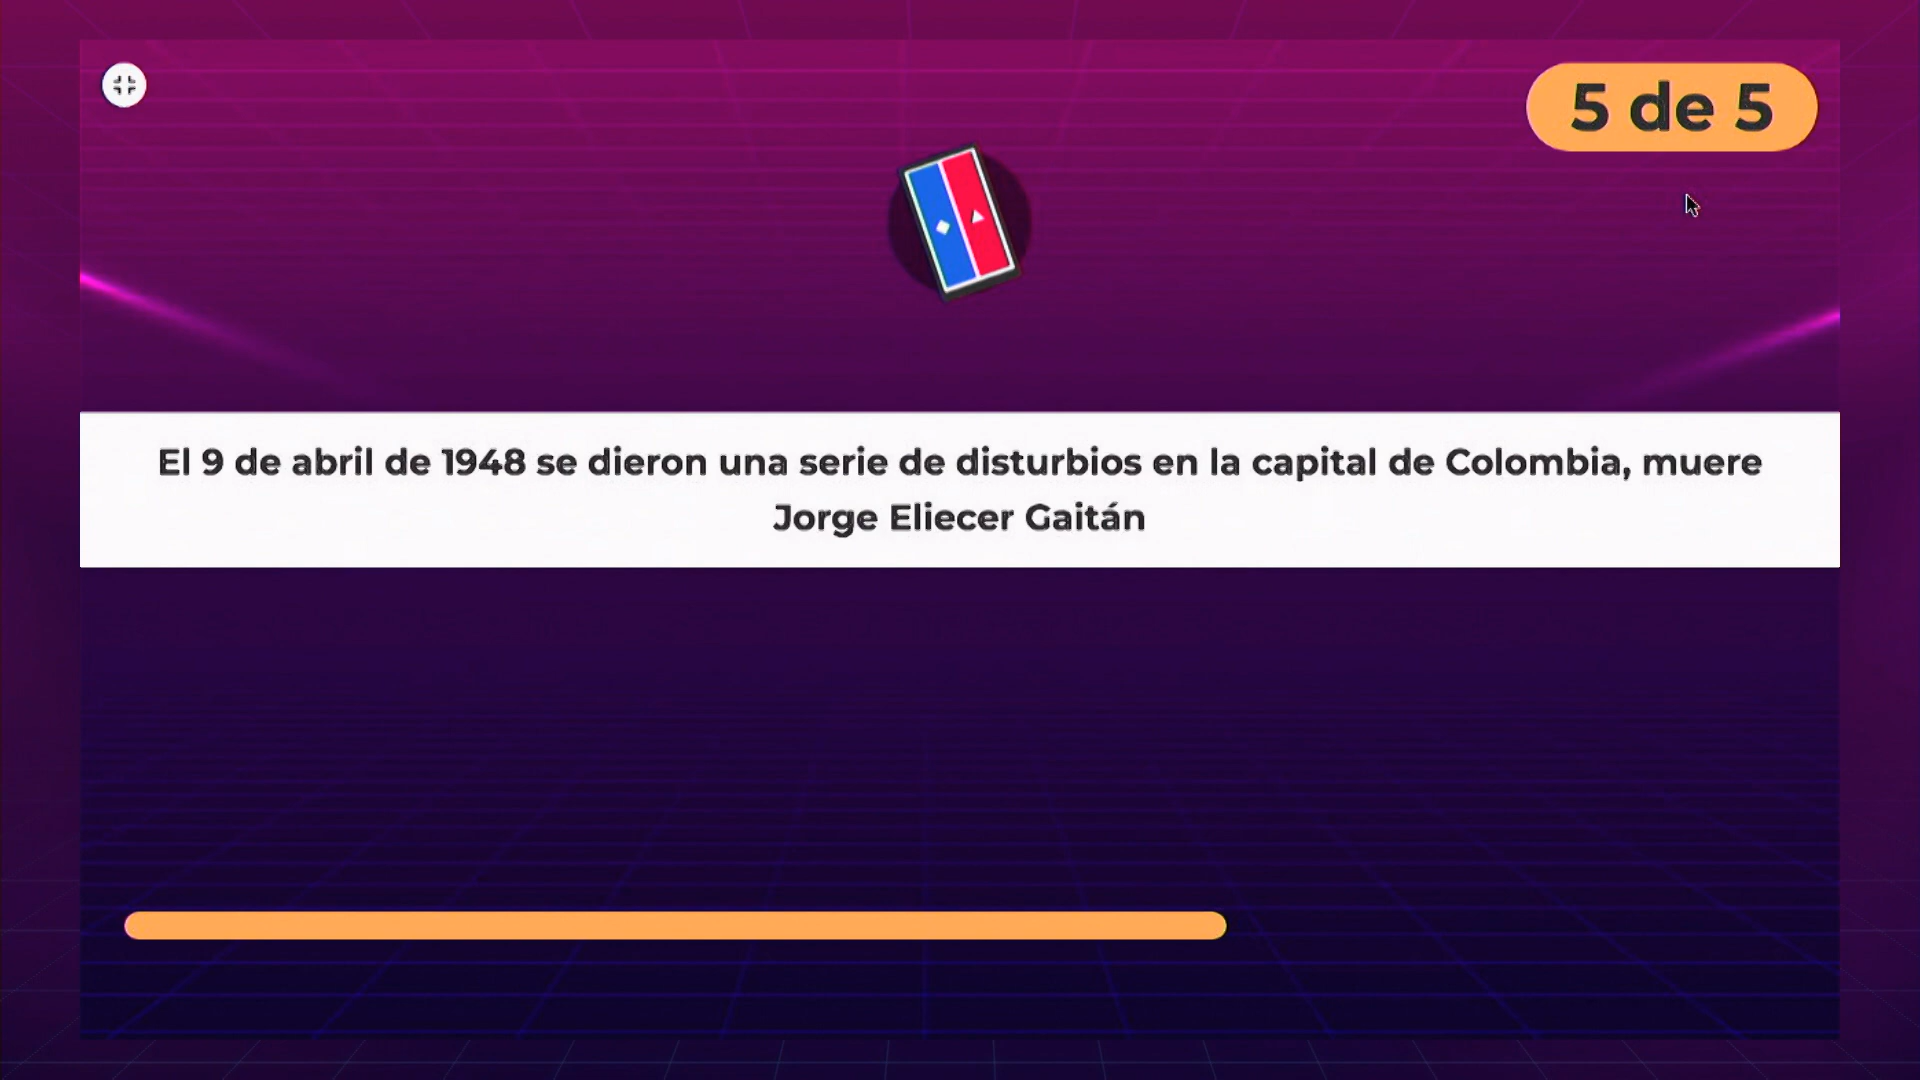 5 de 5
El 9 de abril de 1948 se dieron una serie de disturbios en la capital de Colombia, muere
Jorge Eliecer Gaitán